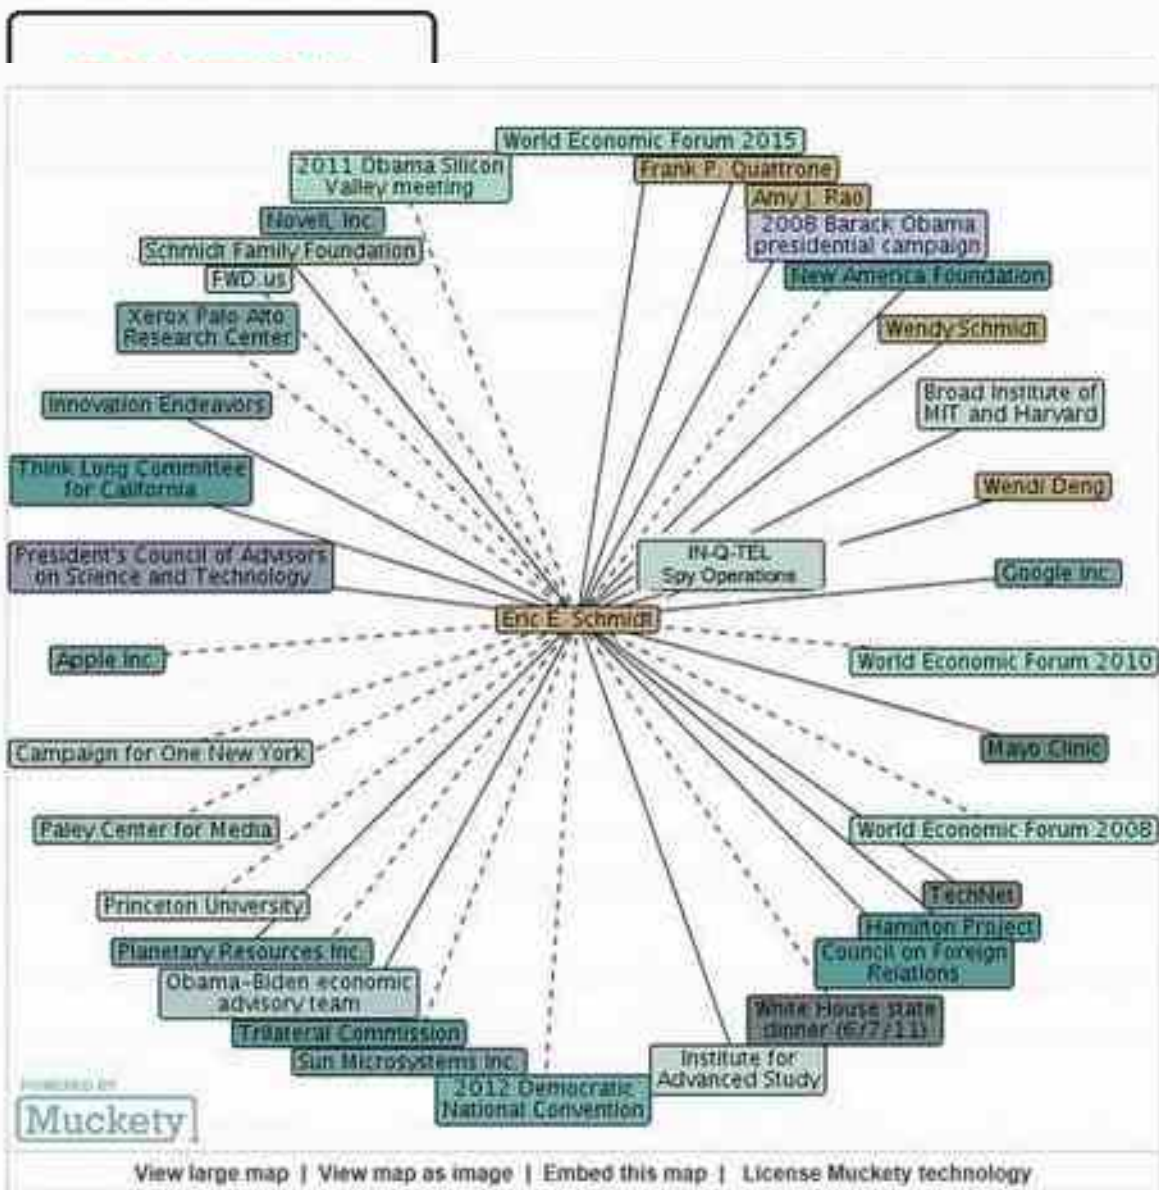 World Economic Forum 2015
Frank P. Quattrone
2011 Obama Silicon
Valley meeting
Amy J. Rao
Novell, Inc.
2008 Barack Obama
presidential campaign
Schmidt Family Foundation
FWD.us
New America Foundation
Xerox Palo Alto
Research Center
Wendy Schmidt
Innovation Endeavors
Broad Institute of
MIT and Harvard
Think Long Committee
for California
Wendi Deng
President's Council of Advisors
on Science and Technology
IN-Q-TEL
Spy Operations
Google Inc.
Eric E. Schmidt
Apple Inc.
World Economic Forum 2010
Campaign for One New York
Mayo Clinic
Paley Center for Media
World Economic Forum 2008
Princeton University
TechNet
Planetary Resources Inc.
Hamilton Project
Obama-Biden economic
advisory team
Council on Foreign
Relations
Trilateral Commission
White House state
dinner (6/7/11)
Sun Microsystems Inc.
Institute for
Advanced Study
2012 Democratic
National Convention
POWERED BY
Muckety
View large map | View map as image | Embed this map | License Muckety technology